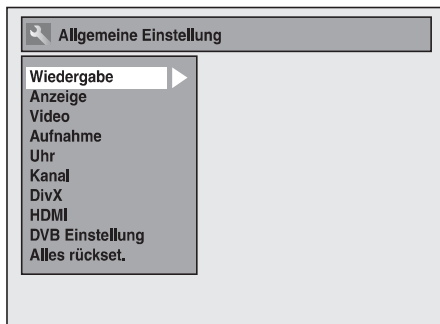 Allgemeine Einstellung
Wiedergabe
Anzeige
Video
Aufnahme
Uhr
Kanal
DivX
HDMI
DVB Einstellung
Alles rückset.